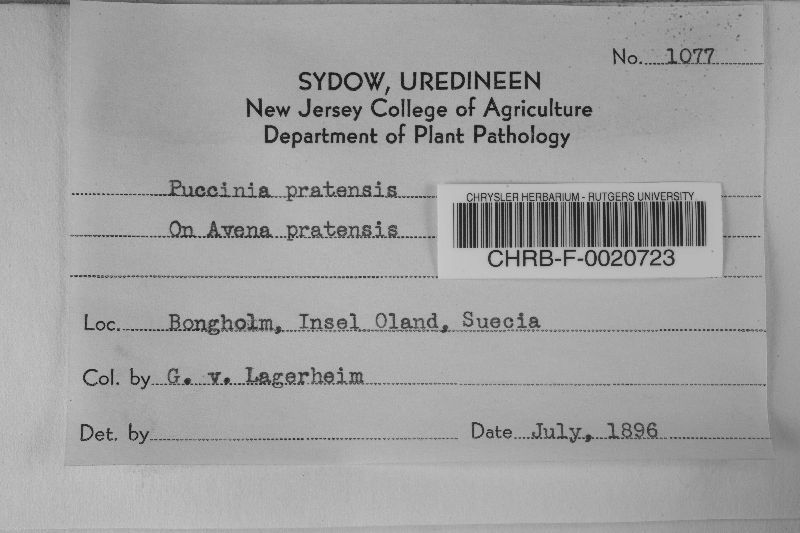 No. 1077
SYDOW, UREDINEEN
New Jersey College of Agriculture
Department of Plant Pathology
Puccinia pratensis
On Avena pratensis
CHRYSLER HERBARIUM - RUTGERS UNIVERSITY
CHRB-F-0020723
Loc. Bongholm, Insel Oland, Suecia
Col. by G. v. Lagerheim
Det. by
Date July, 1896